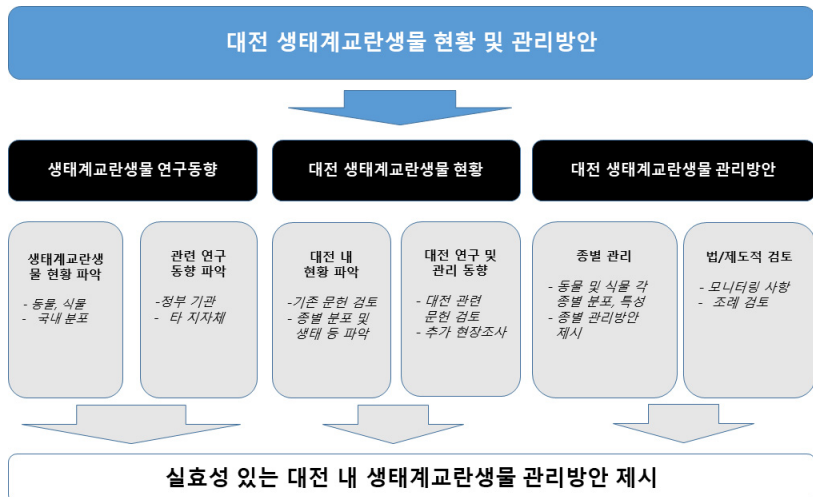 대전 생태계교란생물 현황 및 관리방안
생태계교란생물 연구동향
대전 생태계교란생물 현황
대전 생태계교란생물 관리방안
생태계교란생
물 현황 파악
- 동물, 식물
- 국내 분포
관련 연구
동향 파악
-정부 기관
- 타 지자체
대전 내
현황 파악
-기존 문헌 검토
- 종별 분포 및
생태 등 파악
대전 연구 및
관리 동향
- 대전 관련
문헌 검토
- 추가 현장조사
종별 관리
- 동물 및 식물 각
종별 분포, 특성
- 종별 관리방안
제시
법/제도적 검토
- 모니터링 사항
- 조례 검토
실효성 있는 대전 내 생태계교란생물 관리방안 제시